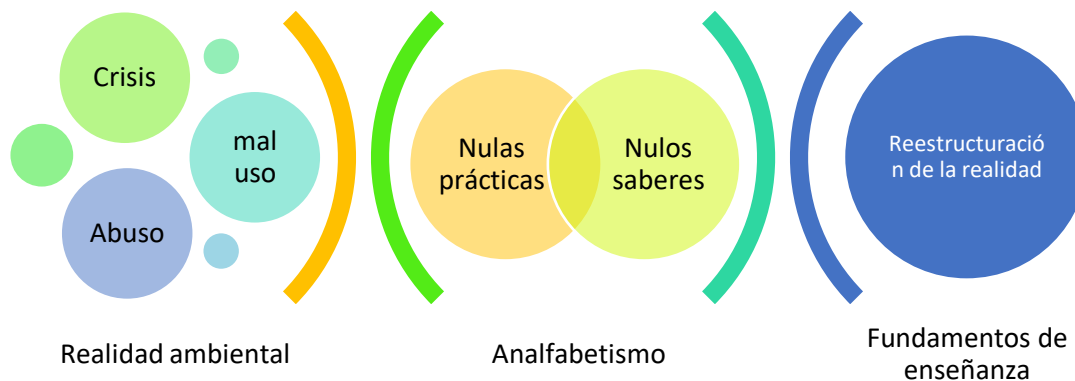 Crisis
mal
uso
Abuso
Realidad ambiental
Nulas
prácticas
Nulos
saberes
Analfabetismo
Reestructuració
n de la realidad
Fundamentos de
enseñanza